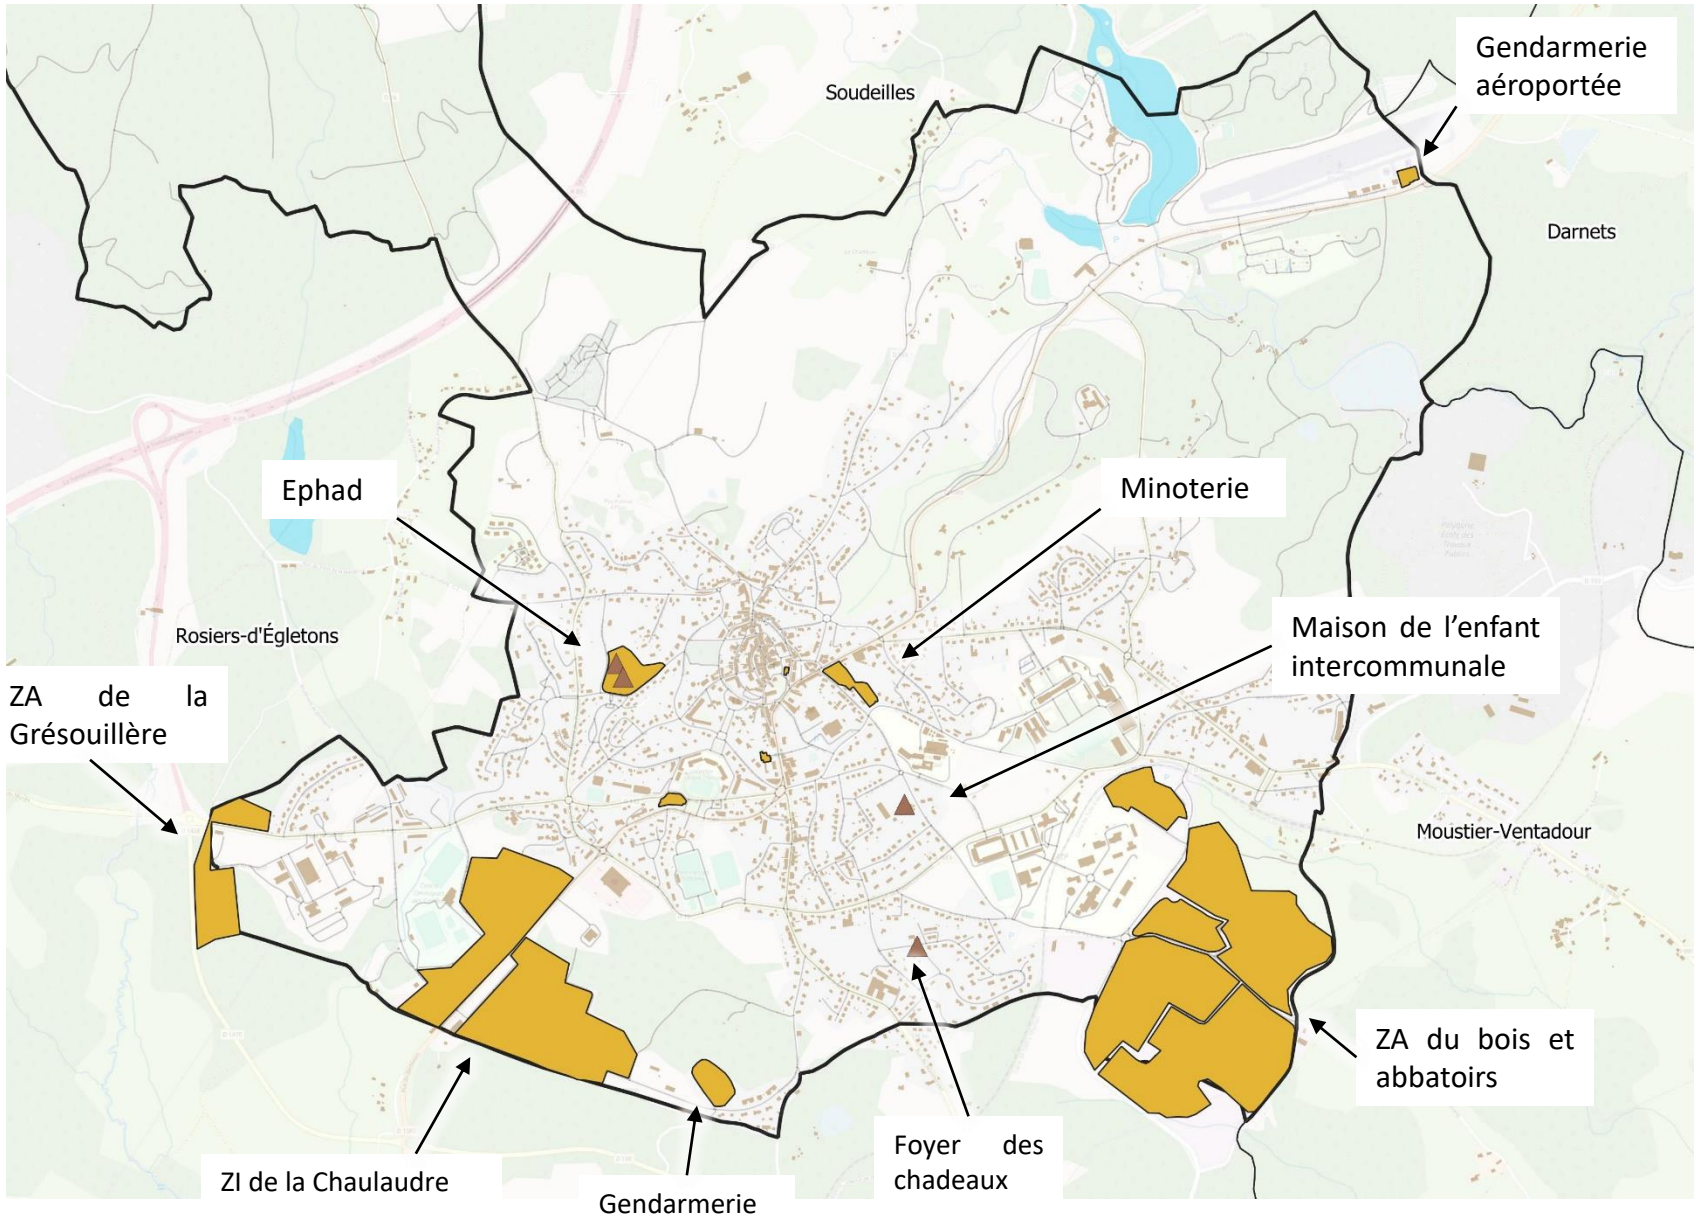 Gendarmerie
aéroportée
Soudeilles
Darnets
Ephad
Minoterie
Rosiers-d'Égletons
Maison de l’enfant
intercommunale
ZA de la
Grésouillère
Moustier-Ventadour
ZA du bois et
abbatoirs
Foyer des
chadeaux
ZI de la Chaulaudre
Gendarmerie